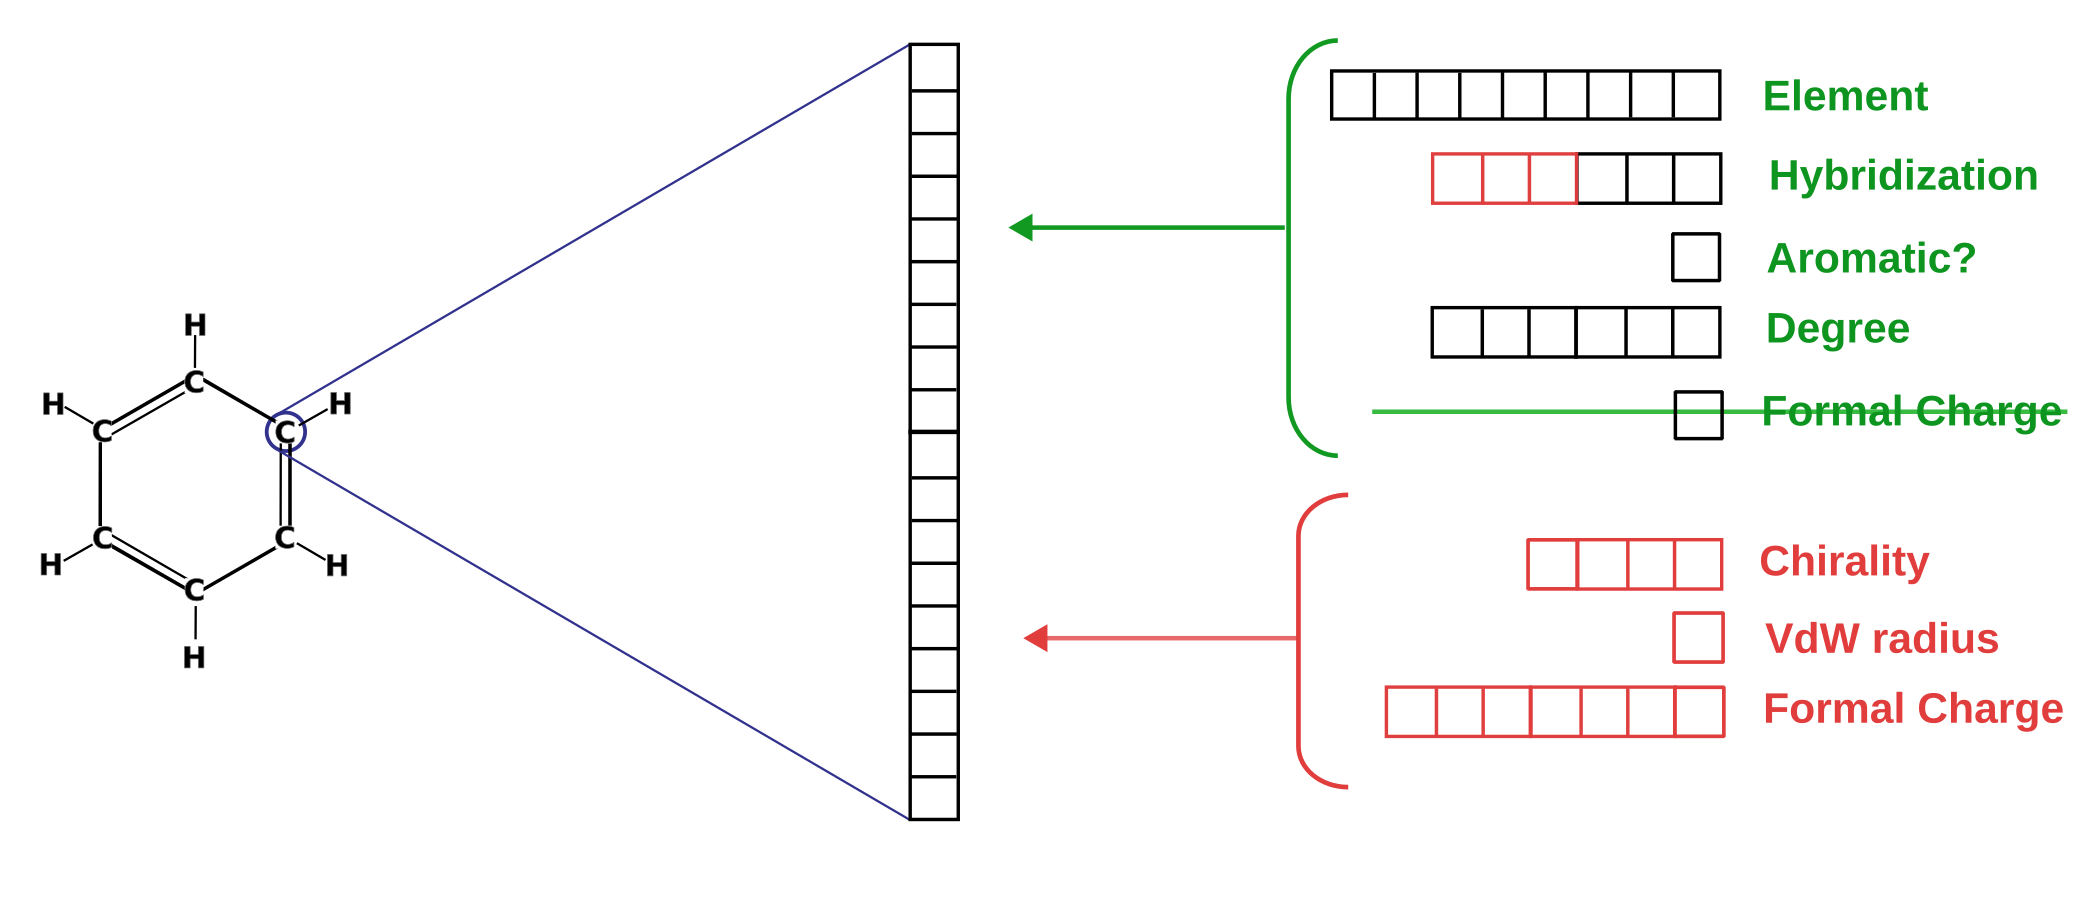 H
C
H
C
H
C
C
H
C
H
C
H
Element
Hybridization
Aromatic?
Degree
Formal Charge
Chirality
VdW radius
Formal Charge